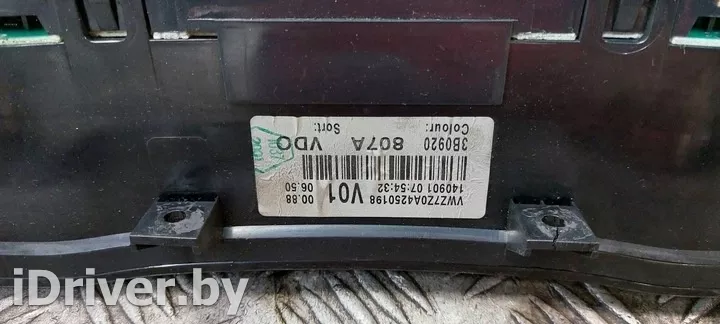 VWZ7Z0A4250198 00.88
V01 06.50
140901 07:54:32
3B0920 807A VDO
Colour: Sort:
iDriver.by